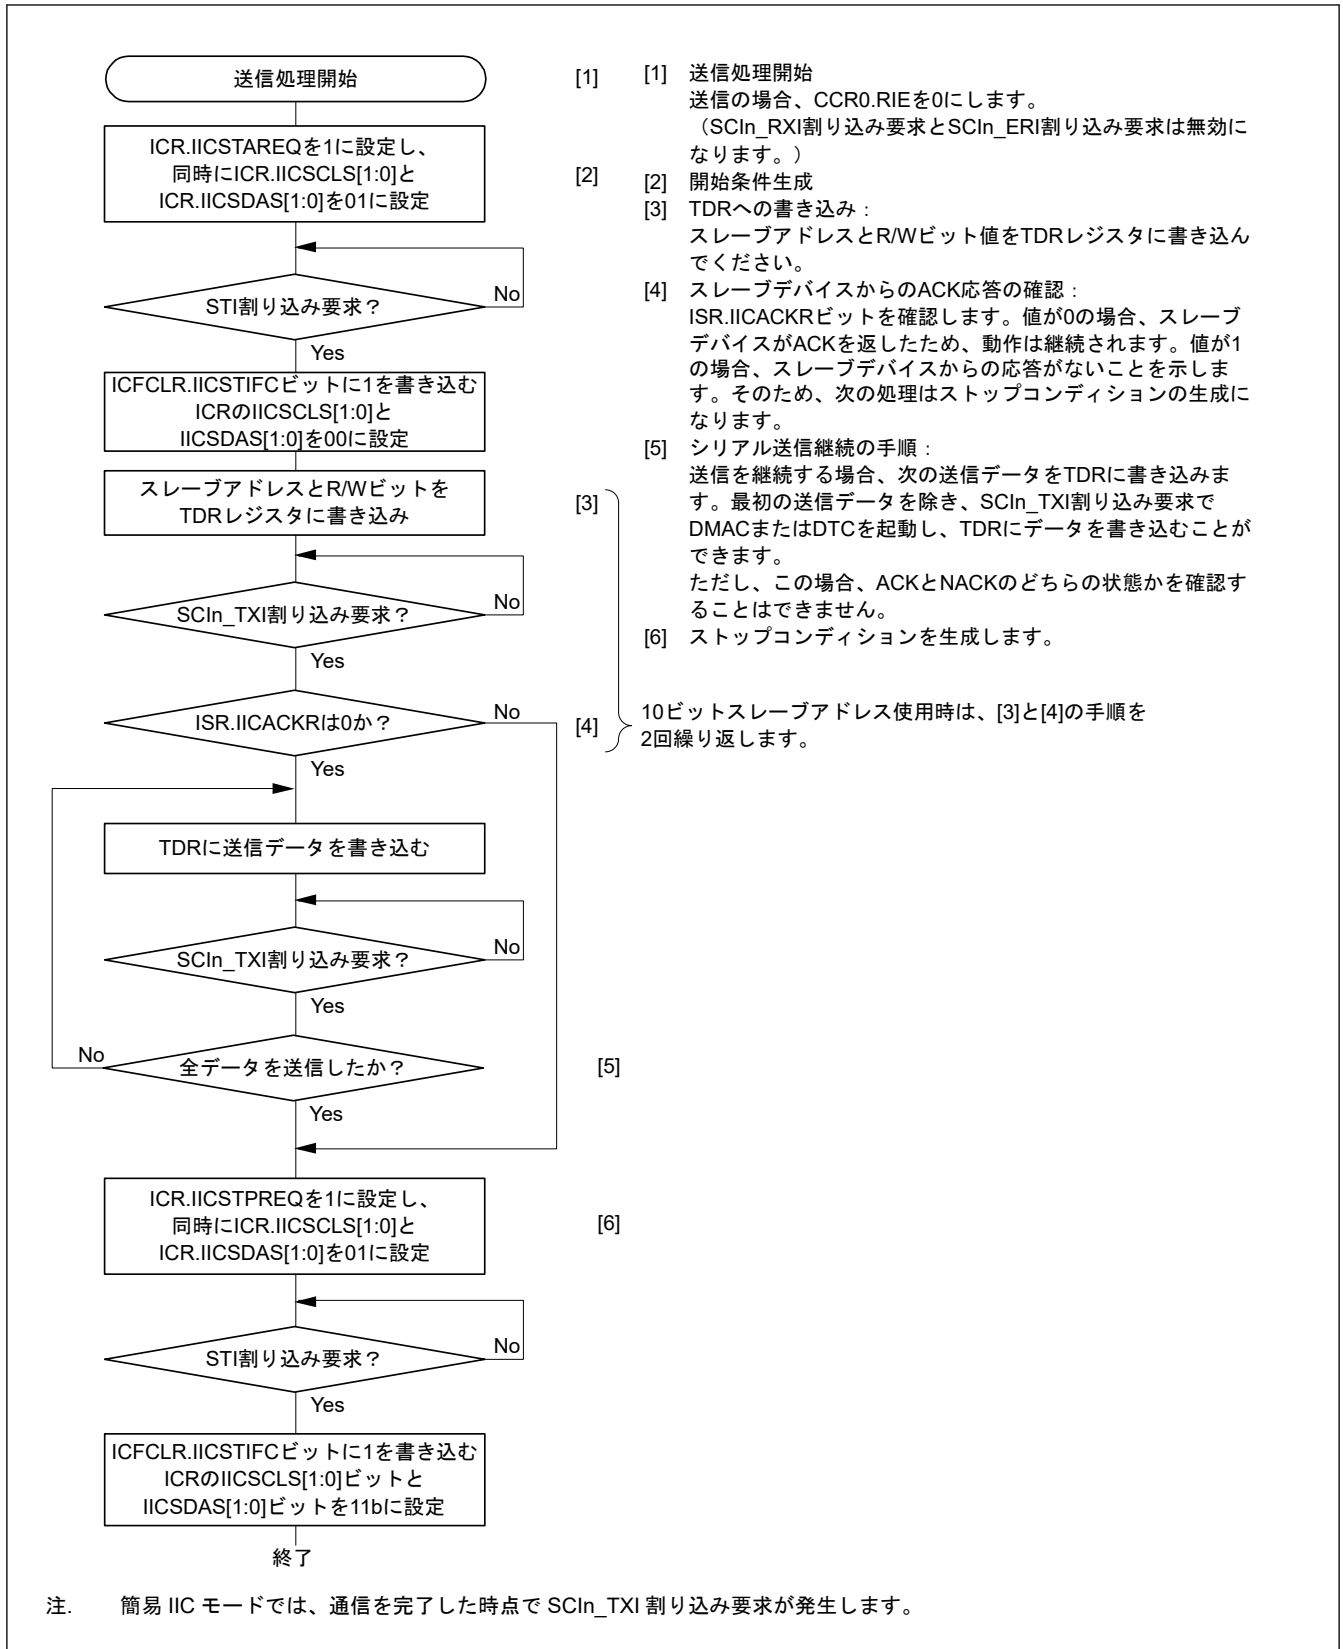 送信処理開始
[1]
ICR.IICSTAREQを1に設定し、
同時にICR.IICSCLS[1:0]と
ICR.IICSDAS[1:0]を01に設定
[2]
STI割り込み要求？
No
Yes
ICFCLR.IICSTIFCビットに1を書き込む
ICRのIICSCLS[1:0]と
IICSDAS[1:0]を00に設定
スレーブアドレスとR/Wビットを
TDRレジスタに書き込み
[3]
SCIn_TXI割り込み要求？
No
Yes
ISR.IICACKRは0か？
No
[4]
Yes
TDRに送信データを書き込む
SCIn_TXI割り込み要求？
No
Yes
No
全データを送信したか？
[5]
Yes
ICR.IICSTPREQを1に設定し、
同時にICR.IICSCLS[1:0]と
ICR.IICSDAS[1:0]を01に設定
[6]
STI割り込み要求？
No
Yes
ICFCLR.IICSTIFCビットに1を書き込む
ICRのIICSCLS[1:0]ビットと
IICSDAS[1:0]ビットを11bに設定
終了
[1] 送信処理開始
送信の場合、CCR0.RIEを0にします。
（SCIn_RXI割り込み要求とSCIn_ERI割り込み要求は無効に
なります。）
[2] 開始条件生成
[3] TDRへの書き込み：
スレーブアドレスとR/Wビット値をTDRレジスタに書き込ん
でください。
[4] スレーブデバイスからのACK応答の確認：
ISR.IICACKRビットを確認します。値が0の場合、スレーブ
デバイスがACKを返したため、動作は継続されます。値が1
の場合、スレーブデバイスからの応答がないことを示しま
す。そのため、次の処理はストップコンディションの生成に
なります。
[5] シリアル送信継続の手順：
送信を継続する場合、次の送信データをTDRに書き込みま
す。最初の送信データを除き、SCIn_TXI割り込み要求で
DMACまたはDTCを起動し、TDRにデータを書き込むことが
できます。
ただし、この場合、ACKとNACKのどちらの状態かを確認す
ることはできません。
[6] ストップコンディションを生成します。
10ビットスレーブアドレス使用時は、[3]と[4]の手順を
2回繰り返します。
注. 簡易 IIC モードでは、通信を完了した時点で SCIn_TXI 割り込み要求が発生します。